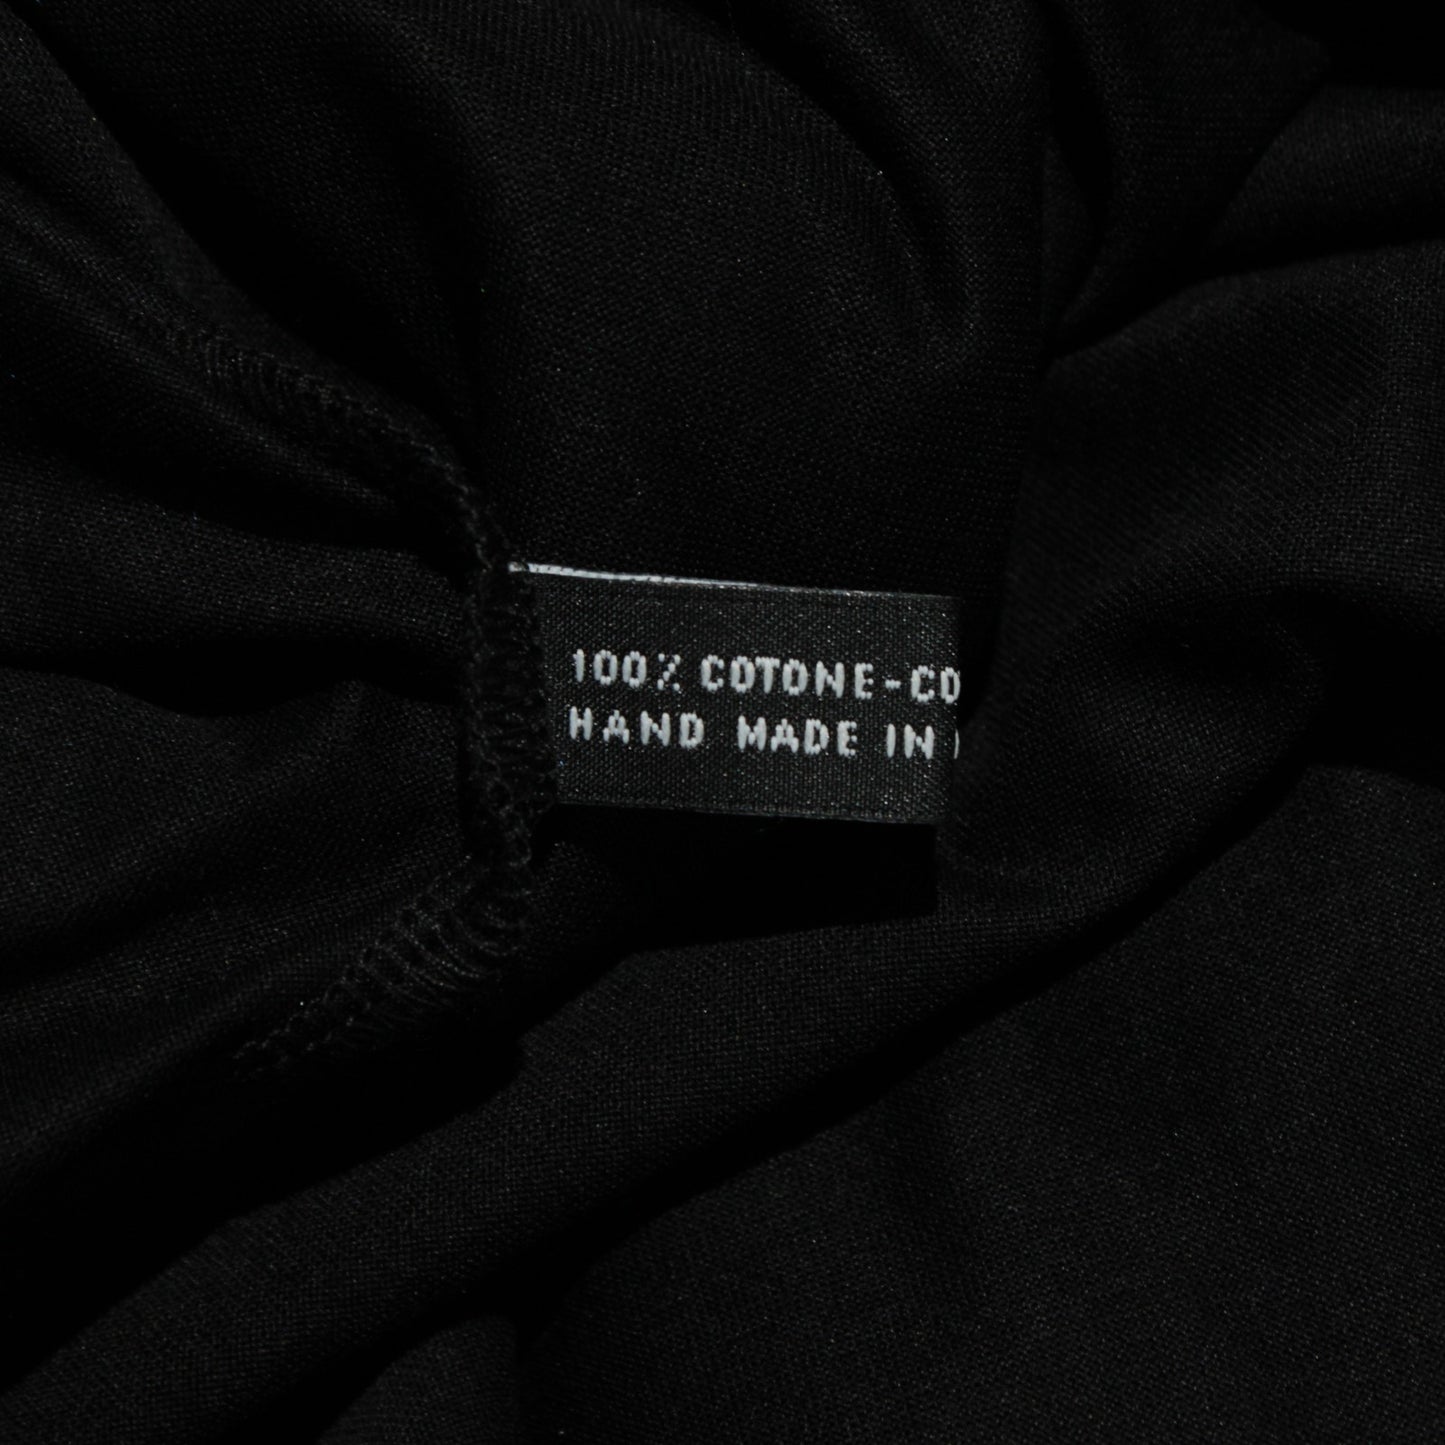 100% COTONE-CO
HAND MADE IN